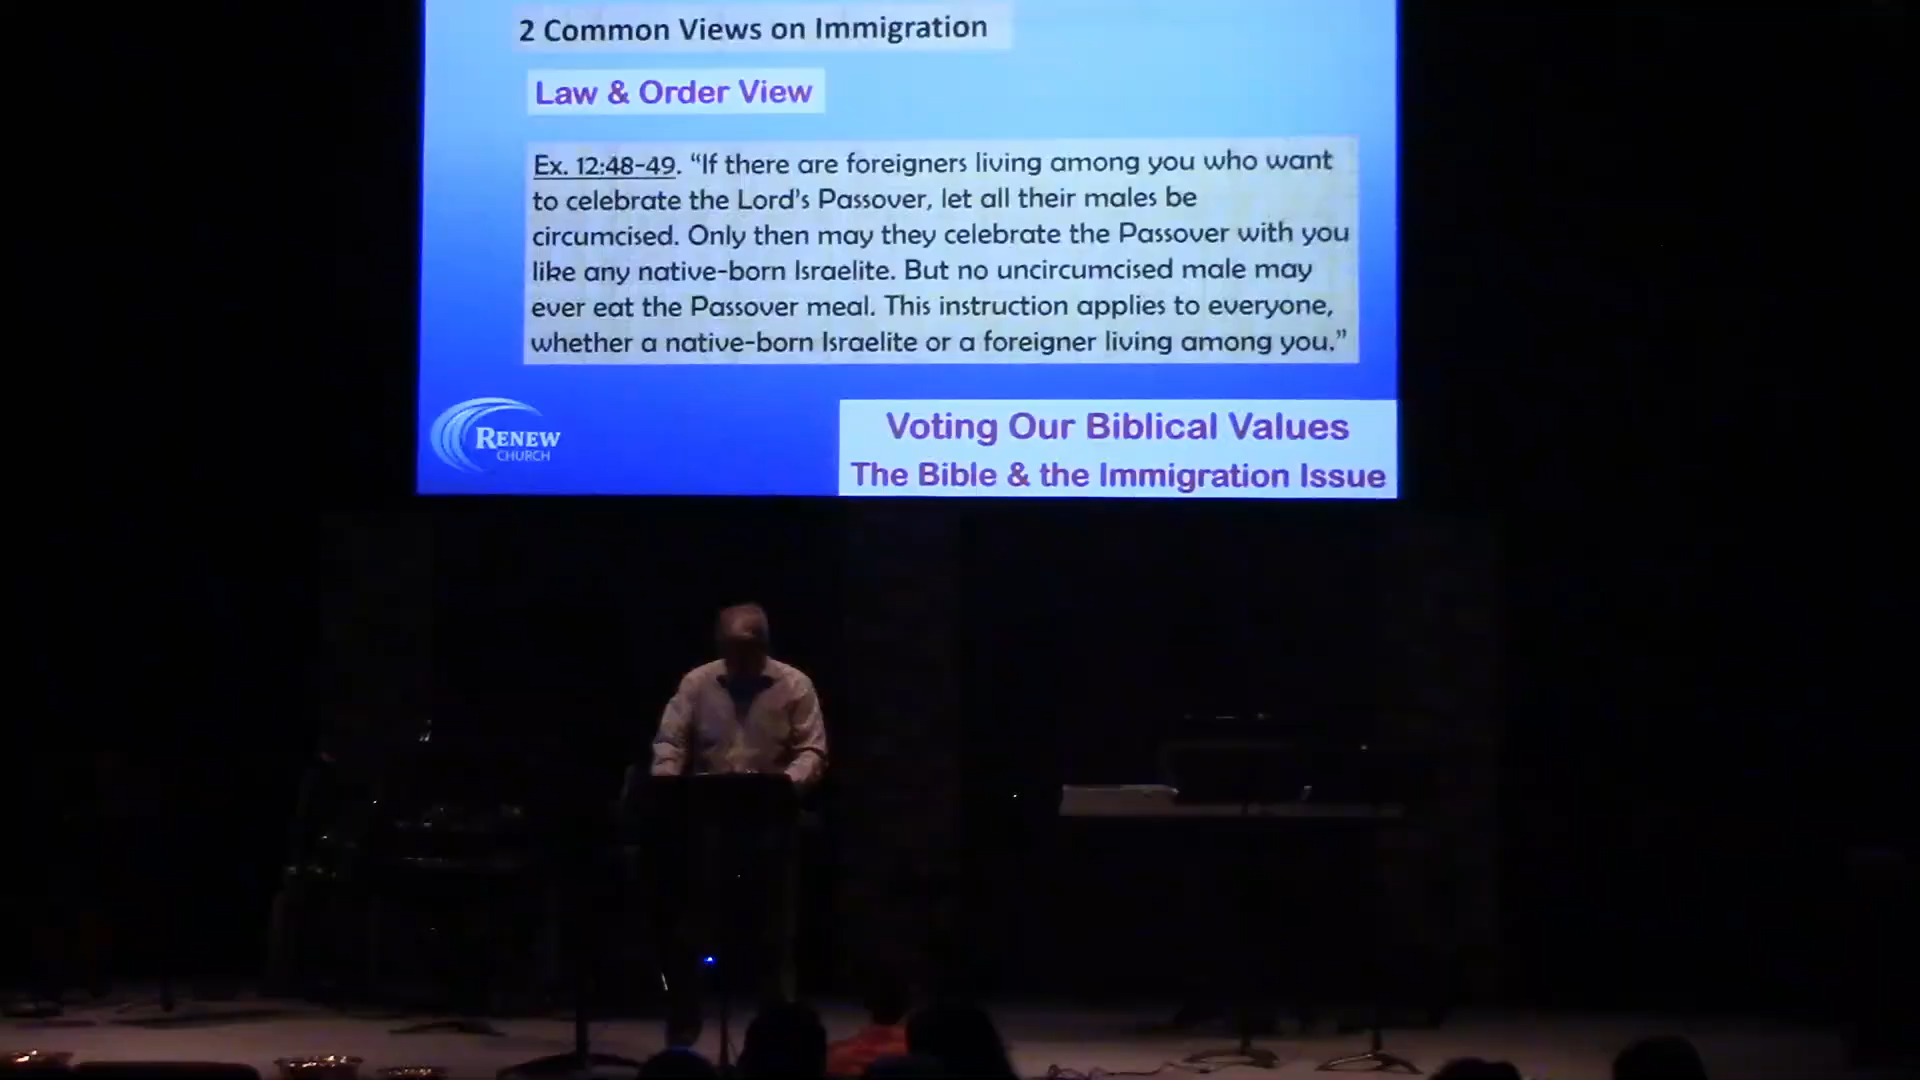 2 Common Views on Immigration
Law & Order View
Ex. 12:48-49. “If there are foreigners living among you who want
to celebrate the Lord’s Passover, let all their males be
circumcised. Only then may they celebrate the Passover with you
like any native-born Israelite. But no uncircumcised male may
ever eat the Passover meal. This instruction applies to everyone,
whether a native-born Israelite or a foreigner living among you.”
RENEW
CHURCH
Voting Our Biblical Values
The Bible & the Immigration Issue